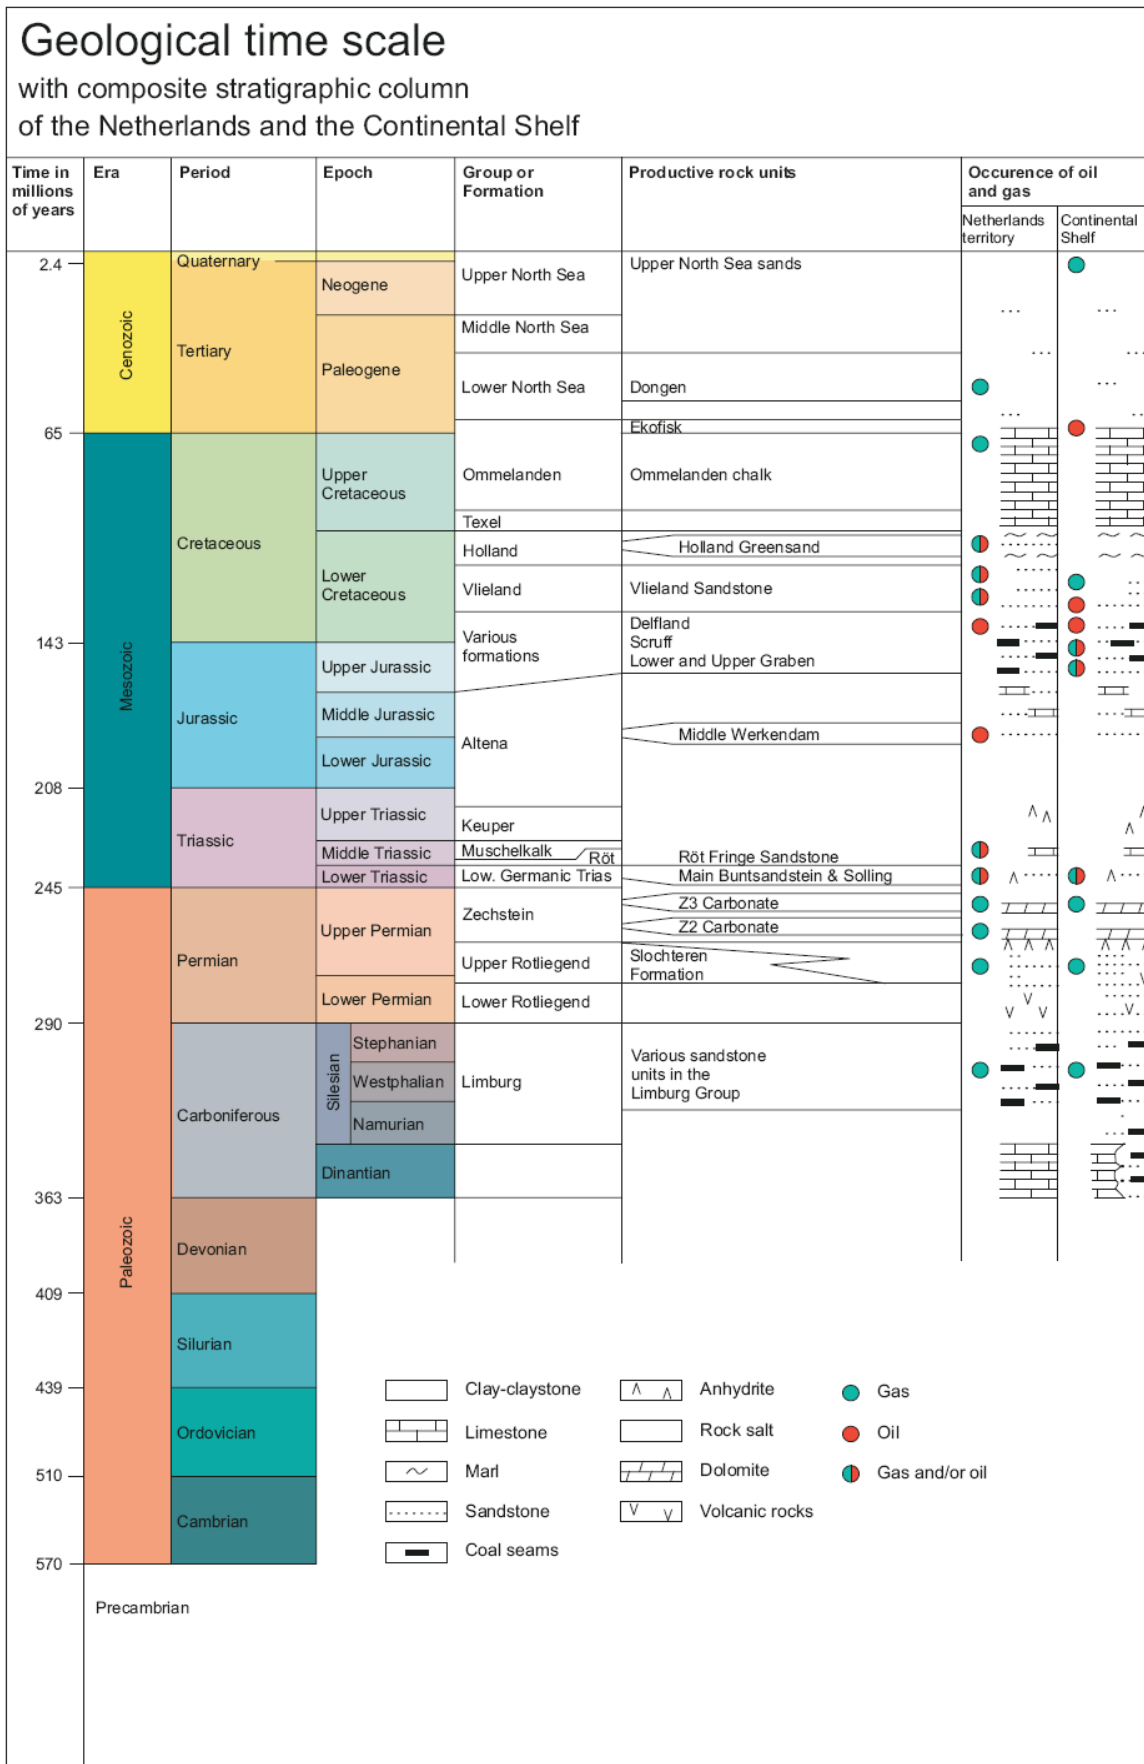 Geological time scale
with composite stratigraphic column
of the Netherlands and the Continental Shelf
Time in
millions
of years
Era
Period
Epoch
Group or
Formation
Productive rock units
Occurence of oil
and gas
Netherlands
territory
Continental
Shelf
2.4
65
143
208
245
290
363
409
439
510
570
Cenozoic
Mesozoic
Paleozoic
Precambrian
Quaternary
Tertiary
Cretaceous
Jurassic
Triassic
Permian
Carboniferous
Devonian
Silurian
Ordovician
Cambrian
Neogene
Paleogene
Upper
Cretaceous
Lower
Cretaceous
Upper Jurassic
Middle Jurassic
Lower Jurassic
Upper Triassic
Middle Triassic
Lower Triassic
Upper Permian
Lower Permian
Silesian
Stephanian
Westphalian
Namurian
Dinantian
Upper North Sea
Middle North Sea
Lower North Sea
Ommelanden
Texel
Holland
Vlieland
Various
formations
Altena
Keuper
Muschelkalk
Röt
Low. Germanic Trias
Zechstein
Upper Rotliegend
Lower Rotliegend
Limburg
Upper North Sea sands
Dongen
Ekofisk
Ommelanden chalk
Holland Greensand
Vlieland Sandstone
Delfland
Scruff
Lower and Upper Graben
Middle Werkendam
Röt Fringe Sandstone
Main Buntsandstein & Solling
Z3 Carbonate
Z2 Carbonate
Slochteren
Formation
Various sandstone
units in the
Limburg Group
Clay-claystone
Limestone
Marl
Sandstone
Coal seams
Anhydrite
Rock salt
Dolomite
Volcanic rocks
Gas
Oil
Gas and/or oil